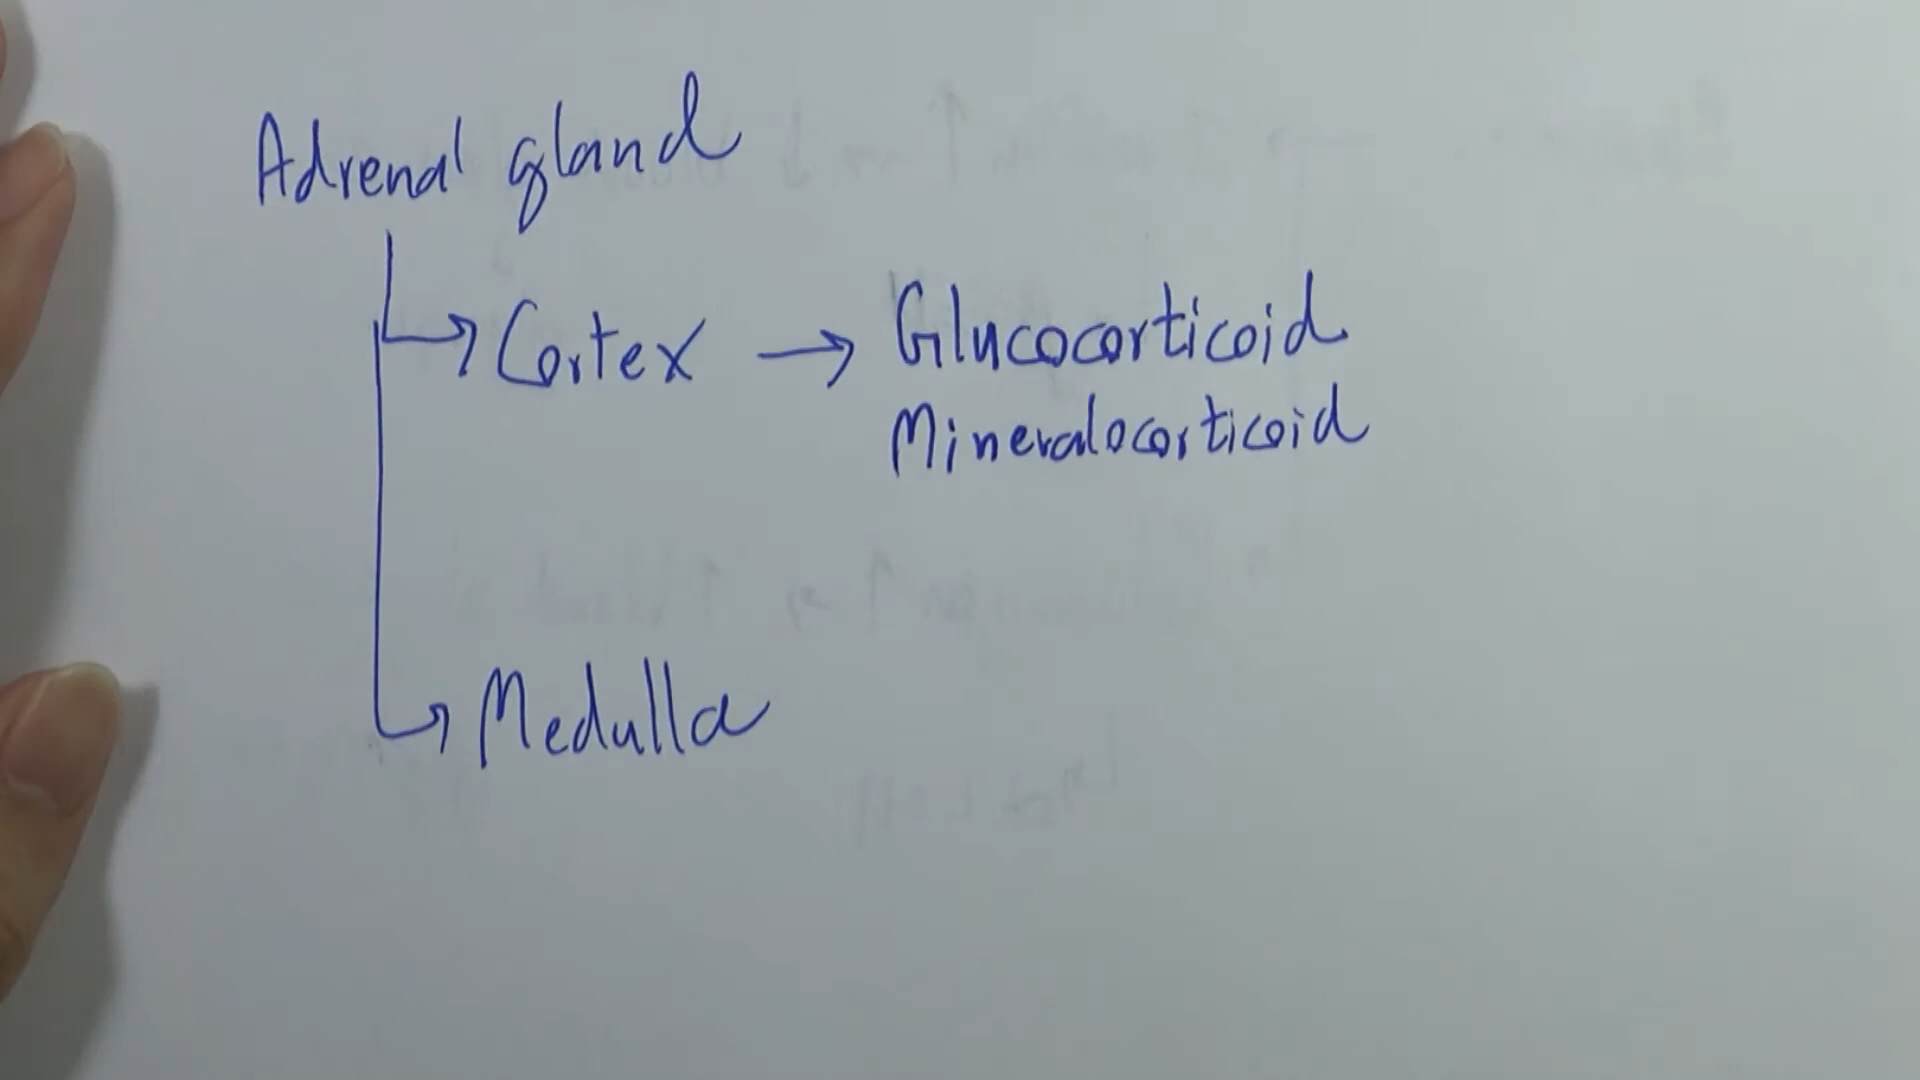 Adrenal gland
↳ Cortex → Glucocorticoid
Mineralocorticoid
↳ Medulla